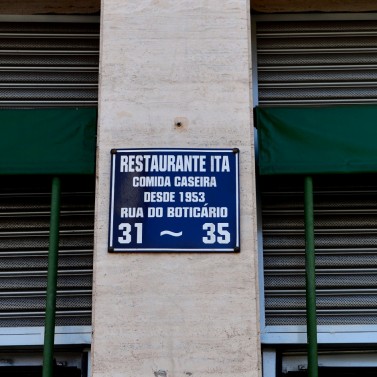 RESTAURANTE ITA
COMIDA CASEIRA
DESDE 1953
RUA DO BOTICÁRIO
31 ~ 35